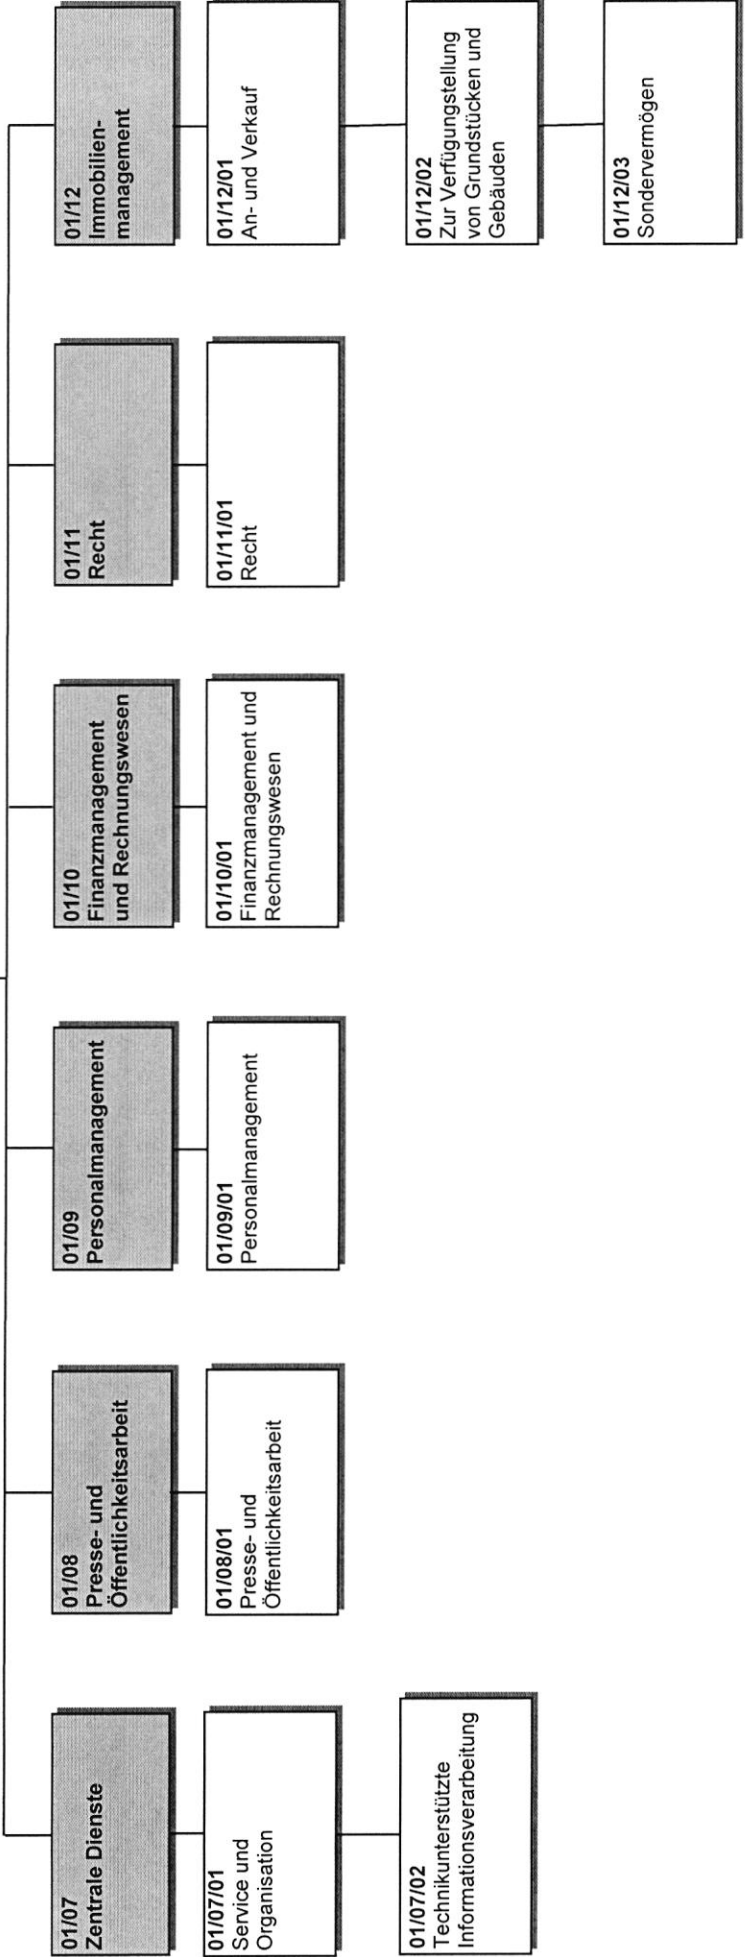 01/07
Zentrale Dienste
01/08
Presse- und
Öffentlichkeitsarbeit
01/09
Personalmanagement
01/10
Finanzmanagement
und Rechnungswesen
01/11
Recht
01/12
Immobilien-
management
01/07/01
Service und
Organisation
01/08/01
Presse- und
Öffentlichkeitsarbeit
01/09/01
Personalmanagement
01/10/01
Finanzmanagement und
Rechnungswesen
01/11/01
Recht
01/12/01
An- und Verkauf
01/07/02
Technikunterstützte
Informationsverarbeitung
01/12/02
Zur Verfügungstellung
von Grundstücken und
Gebäuden
01/12/03
Sondervermögen